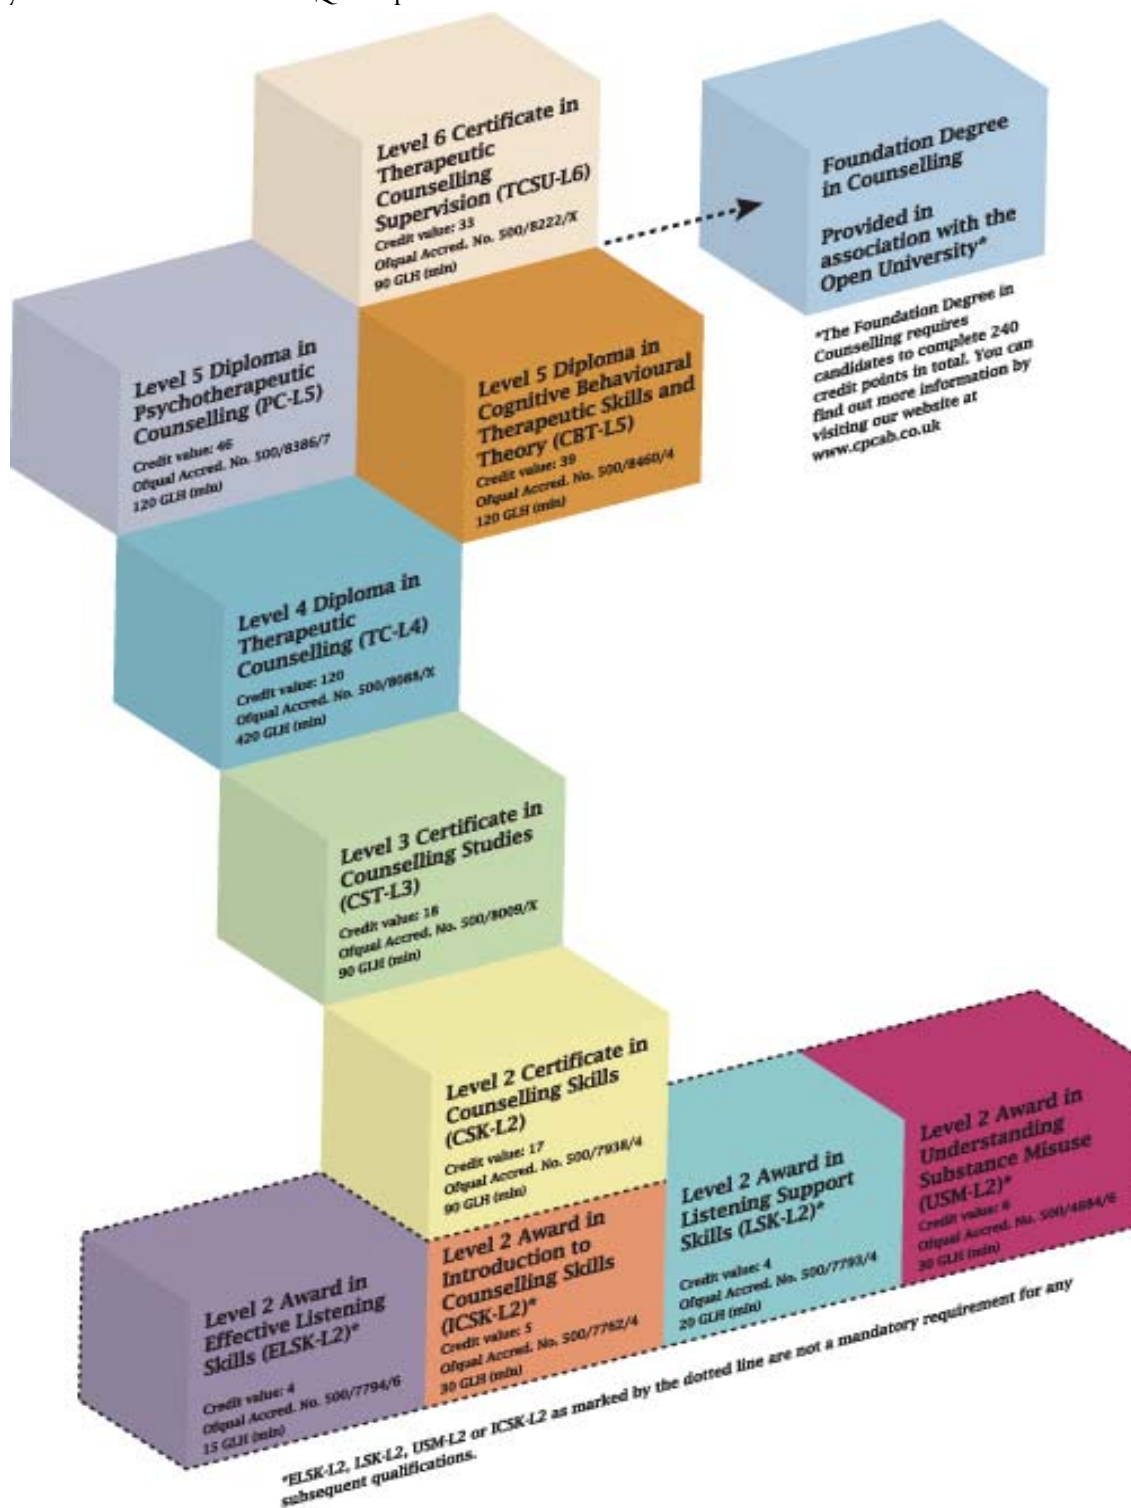 Level 6 Certificate in
Therapeutic
Counselling
Supervision (TCSU-L6)
Credit value: 33
Ofqual Accred. No. 500/8222/X
90 GLH (min)
Foundation Degree
in Counselling
Provided in
association with the
Open University*
*The Foundation Degree in
Counselling requires
candidates to complete 240
credit points in total. You can
find out more information by
visiting our website at
www.cpcab.co.uk
Level 5 Diploma in
Psychotherapeutic
Counselling (PC-L5)
Credit value: 46
Ofqual Accred. No. 500/8386/7
120 GLH (min)
Level 5 Diploma in
Cognitive Behavioural
Therapeutic Skills and
Theory (CBT-L5)
Credit value: 39
Ofqual Accred. No. 500/8460/4
120 GLH (min)
Level 4 Diploma in
Therapeutic
Counselling (TC-L4)
Credit value: 120
Ofqual Accred. No. 500/8088/X
420 GLH (min)
Level 3 Certificate in
Counselling Studies
(CST-L3)
Credit value: 18
Ofqual Accred. No. 500/8009/X
90 GLH (min)
Level 2 Certificate in
Counselling Skills
(CSK-L2)
Credit value: 17
Ofqual Accred. No. 500/7938/4
90 GLH (min)
Level 2 Award in
Effective Listening
Skills (ELSK-L2)*
Credit value: 4
Ofqual Accred. No. 500/7794/6
15 GLH (min)
Level 2 Award in
Introduction to
Counselling Skills
(ICSK-L2)*
Credit value: 5
Ofqual Accred. No. 500/7762/4
30 GLH (min)
Level 2 Award in
Listening Support
Skills (LSK-L2)*
Credit value: 4
Ofqual Accred. No. 500/7793/4
20 GLH (min)
Level 2 Award in
Understanding
Substance Misuse
(USM-L2)*
Credit value: 6
Ofqual Accred. No. 500/4884/6
30 GLH (min)
*ELSK-L2, LSK-L2, USM-L2 or ICSK-L2 as marked by the dotted line are not a mandatory requirement for any
subsequent qualifications.